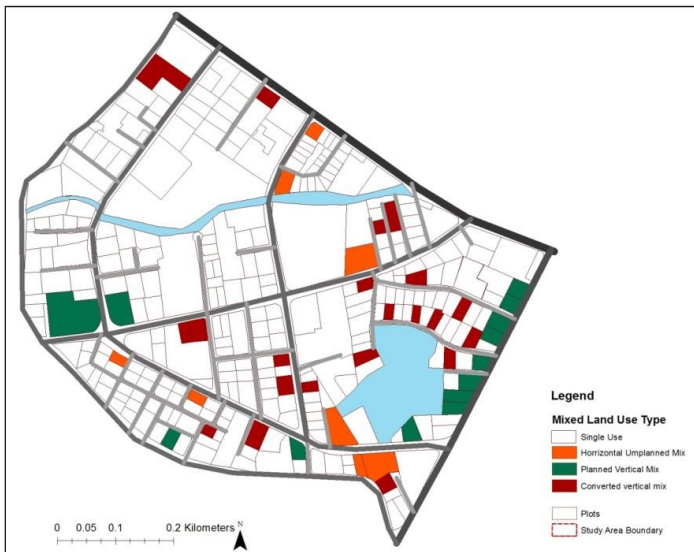 Legend
Mixed Land Use Type
Single Use
Horrizontal Umplanned Mix
Planned Vertical Mix
Converted vertical mix
Plots
Study Area Boundary
0 0.05 0.1 0.2 Kilometers
N